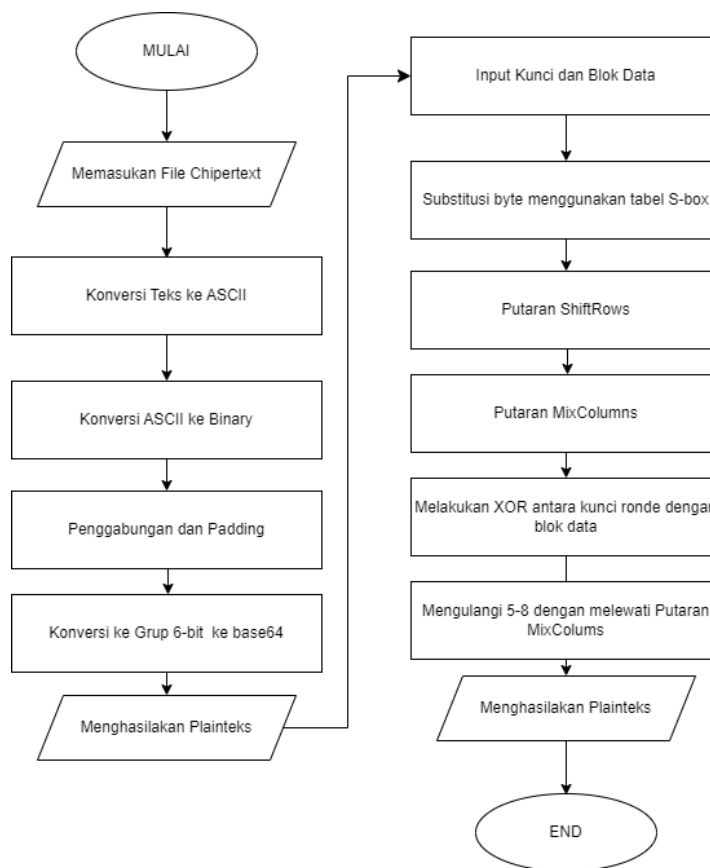 MULAI
Memasukan File Chipertext
Konversi Teks ke ASCII
Konversi ASCII ke Binary
Penggabungan dan Padding
Konversi ke Grup 6-bit ke base64
Menghasilakan Plainteks
Input Kunci dan Blok Data
Substitusi byte menggunakan tabel S-box
Putaran ShiftRows
Putaran MixColumns
Melakukan XOR antara kunci ronde dengan
blok data
Mengulangi 5-8 dengan melewati Putaran
MixColums
Menghasilakan Plainteks
END